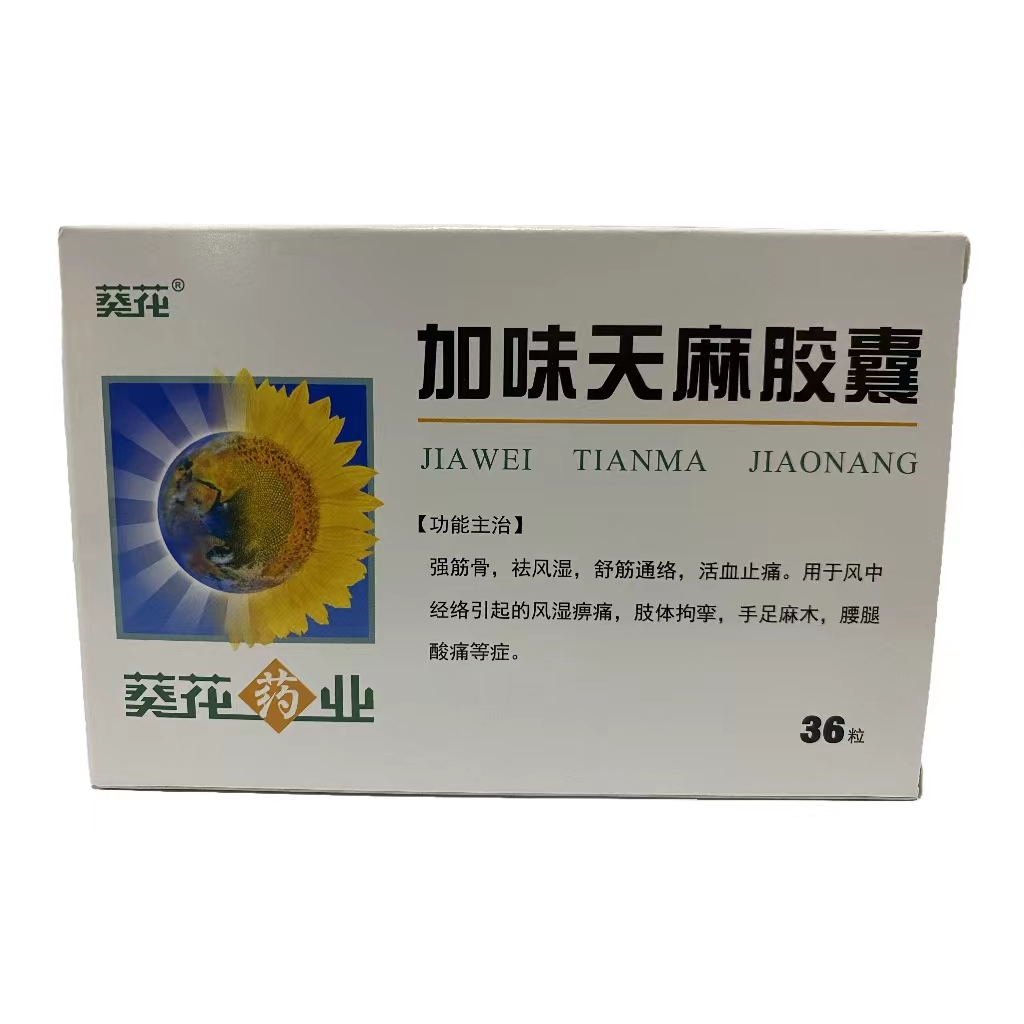 葵花®
加味天麻胶囊
JIAWEI TIANMA JIAONANG
【功能主治】
强筋骨，祛风湿，舒筋通络，活血止痛。用于风中
经络引起的风湿痹痛，肢体拘挛，手足麻木，腰腿
酸痛等症。
葵花药业
36粒